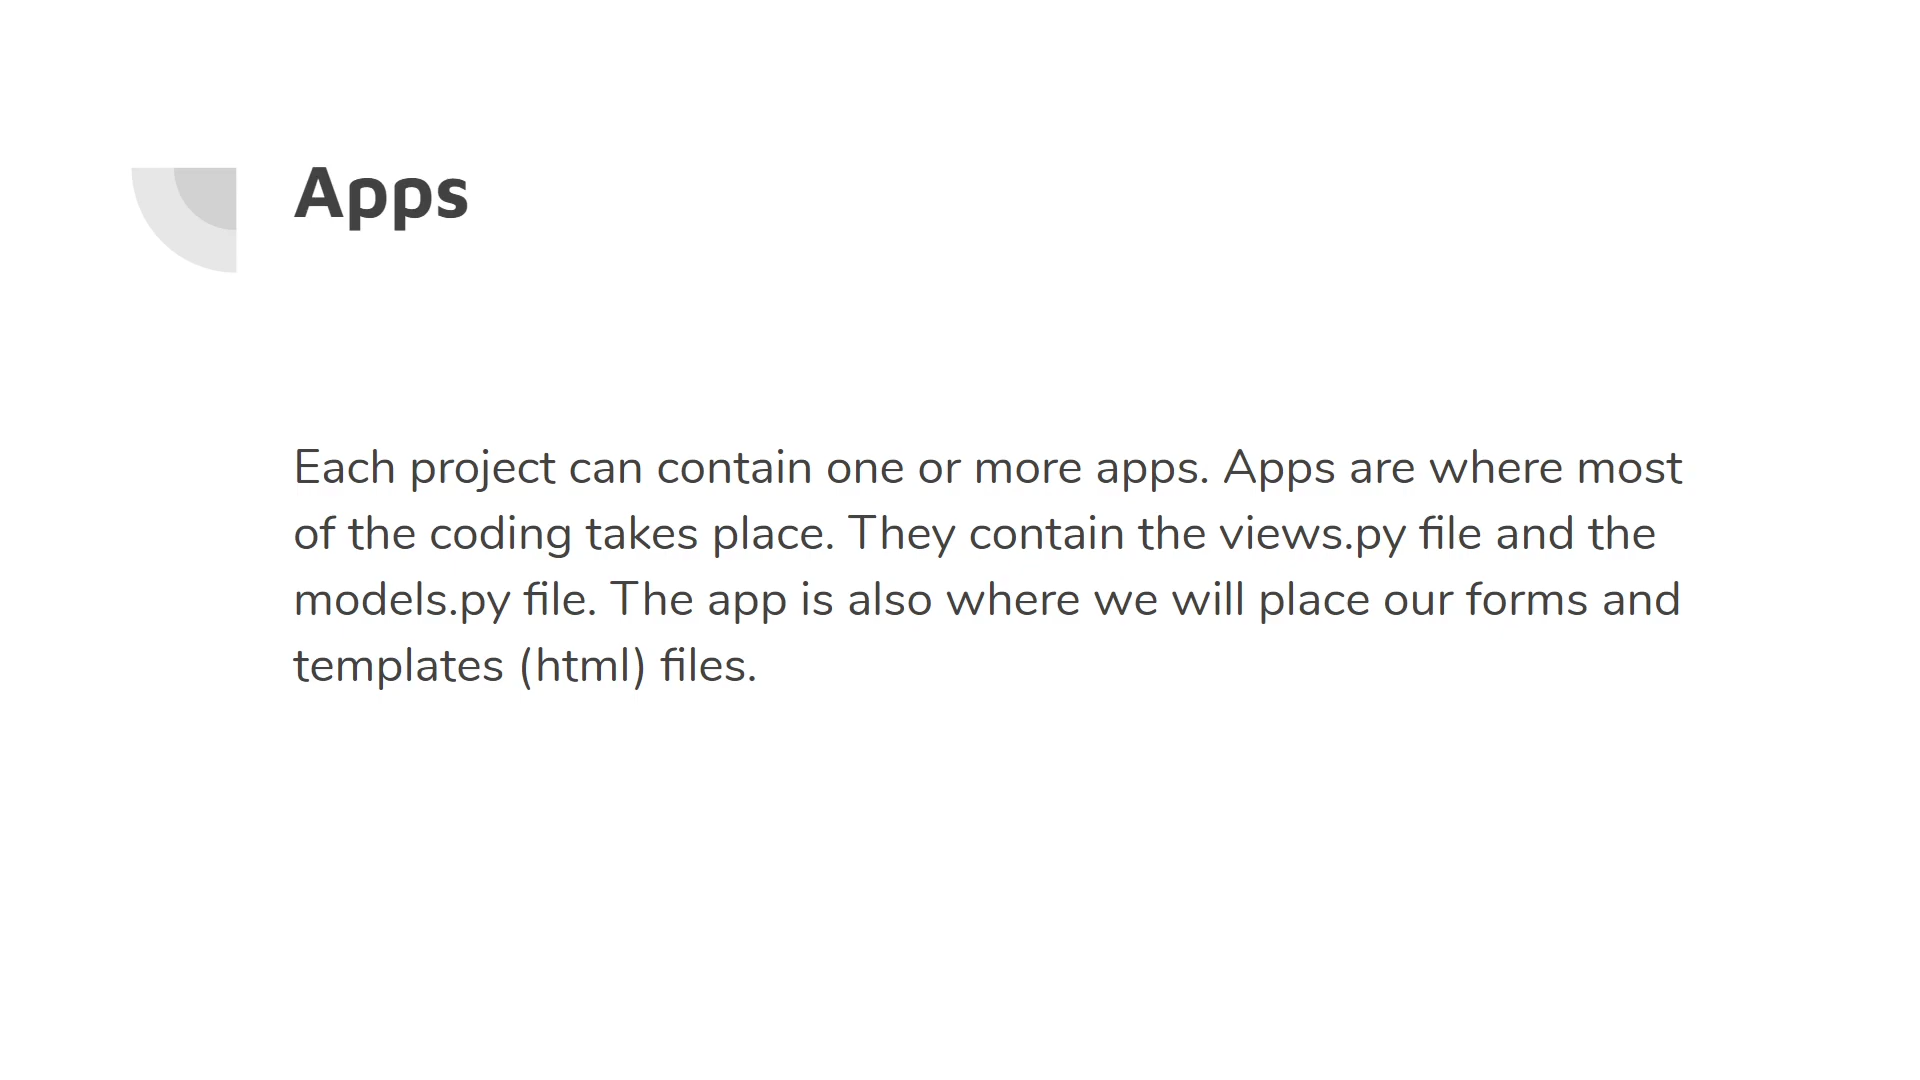 Apps
Each project can contain one or more apps. Apps are where most
of the coding takes place. They contain the views.py file and the
models.py file. The app is also where we will place our forms and
templates (html) files.